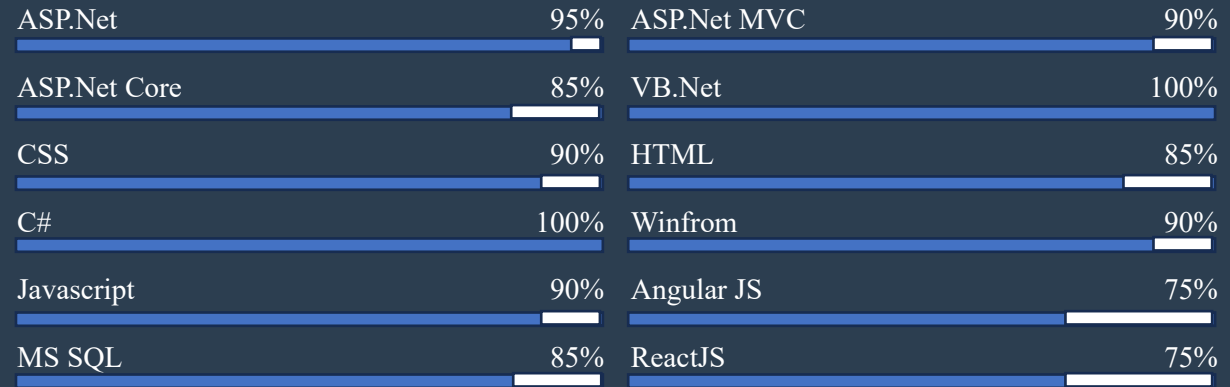 ASP.Net 95% ASP.Net MVC 90%
ASP.Net Core 85% VB.Net 100%
CSS 90% HTML 85%
C# 100% Winfrom 90%
Javascript 90% Angular JS 75%
MS SQL 85% ReactJS 75%